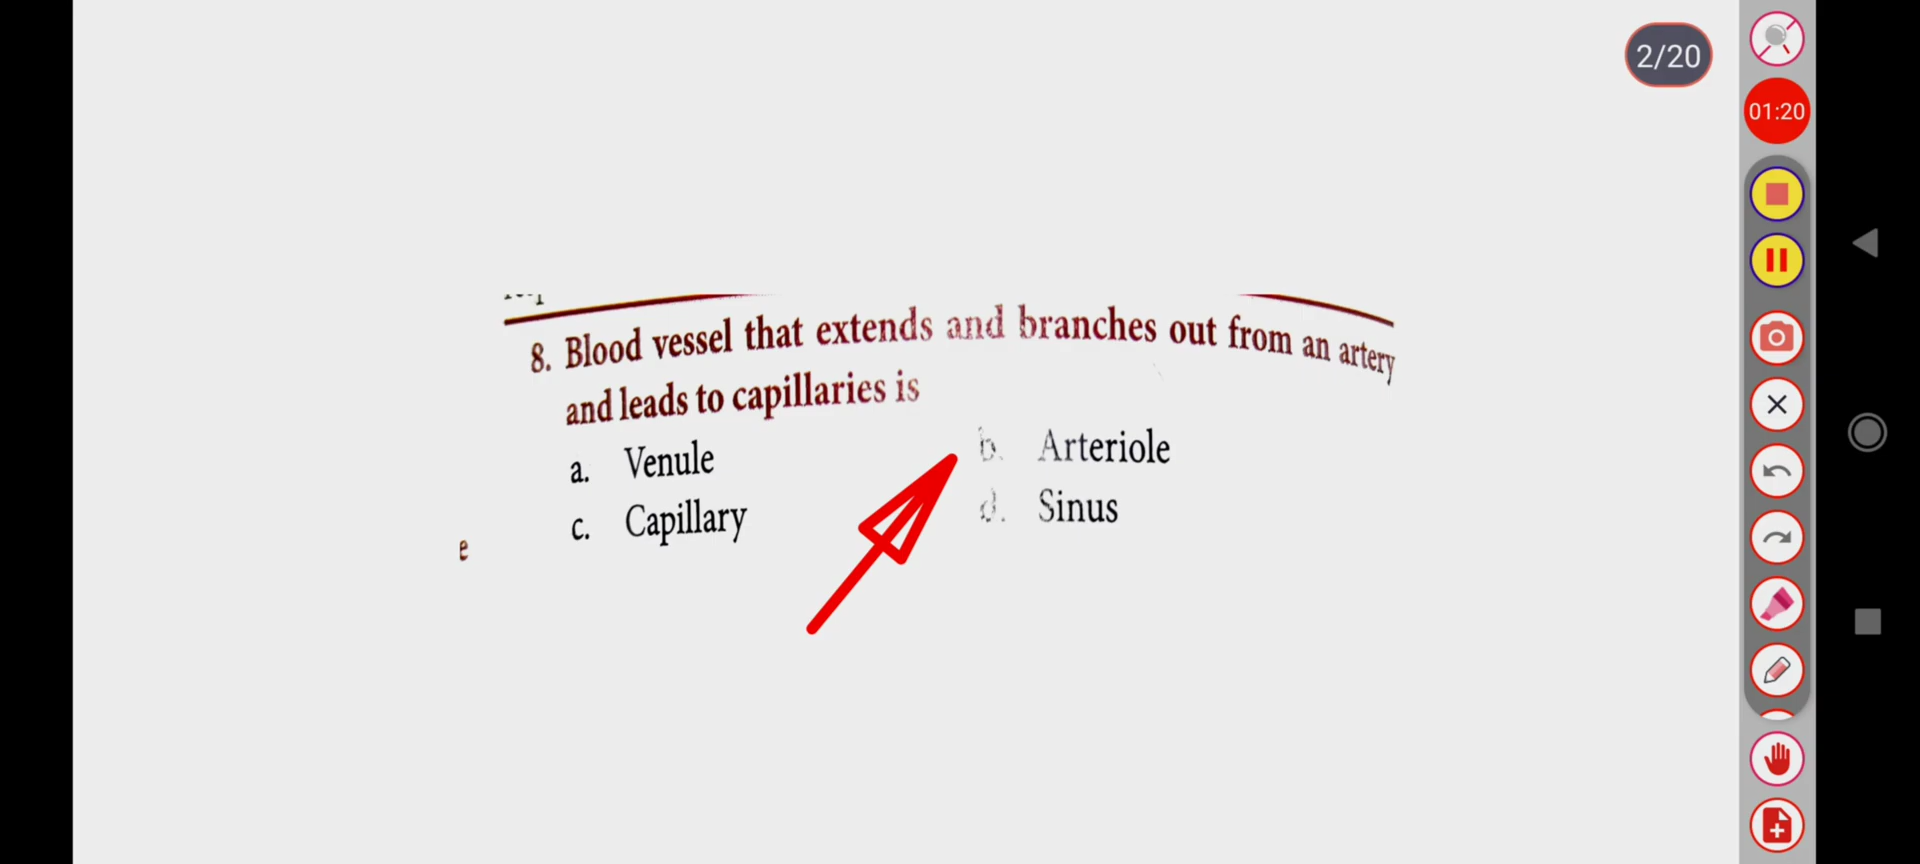 2/20
01:20
8. Blood vessel that extends and branches out from an artery
and leads to capillaries is
a. Venule b. Arteriole
c. Capillary d. Sinus
e